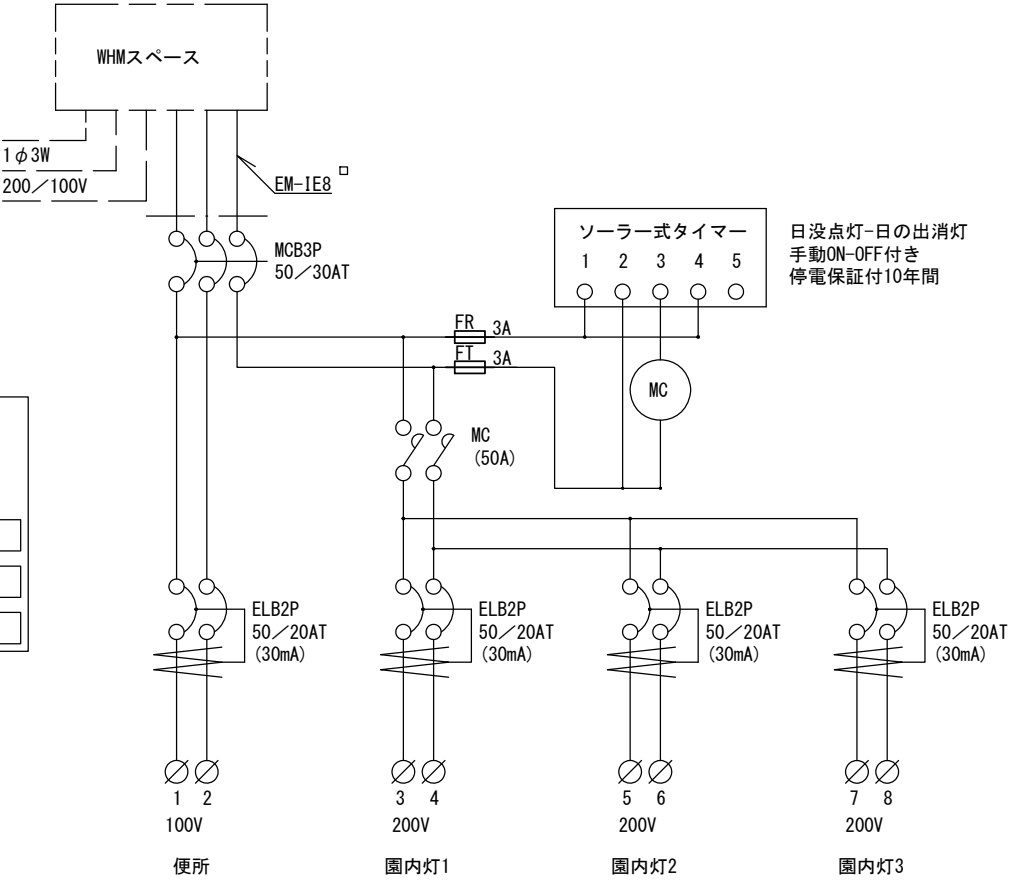 WHMスペース
1φ3W
200／100V
EM-IE8□
MCB3P
50／30AT
ソーラー式タイマー
1 2 3 4 5
日没点灯-日の出消灯
手動ON-OFF付き
停電保証付10年間
FR 3A
FT 3A
MC
MC
(50A)
ELB2P
50／20AT
(30mA)
ELB2P
50／20AT
(30mA)
ELB2P
50／20AT
(30mA)
ELB2P
50／20AT
(30mA)
1 2
100V
便所
3 4
200V
園内灯1
5 6
200V
園内灯2
7 8
200V
園内灯3